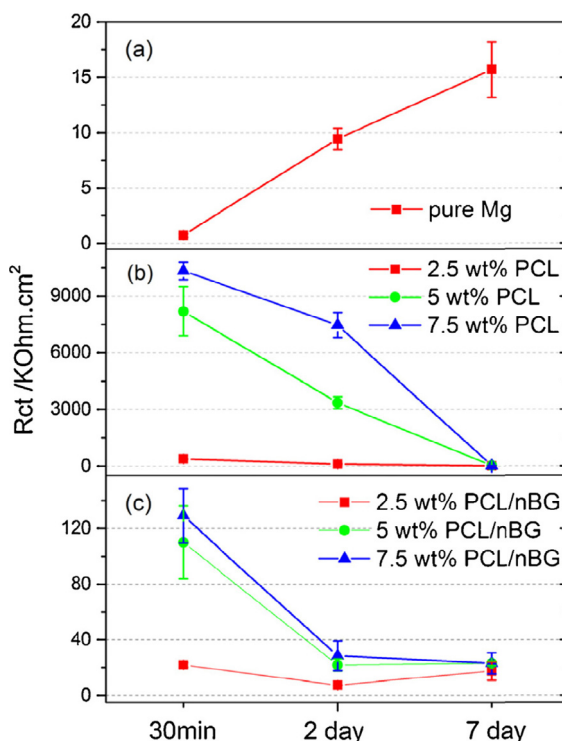 Rct /KOhm.cm²
(a)
20
15
10
5
0
pure Mg
(b)
9000
6000
3000
0
2.5 wt% PCL
5 wt% PCL
7.5 wt% PCL
(c)
120
80
40
0
2.5 wt% PCL/nBG
5 wt% PCL/nBG
7.5 wt% PCL/nBG
30min 2 day 7 day